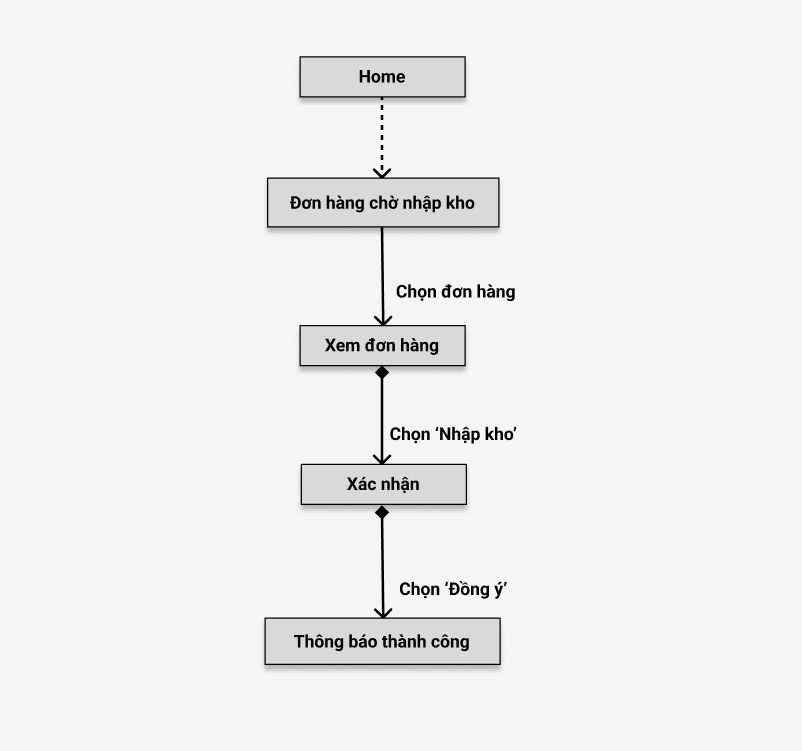 Home
Đơn hàng chờ nhập kho
Chọn đơn hàng
Xem đơn hàng
Chọn ‘Nhập kho’
Xác nhận
Chọn ‘Đồng ý’
Thông báo thành công